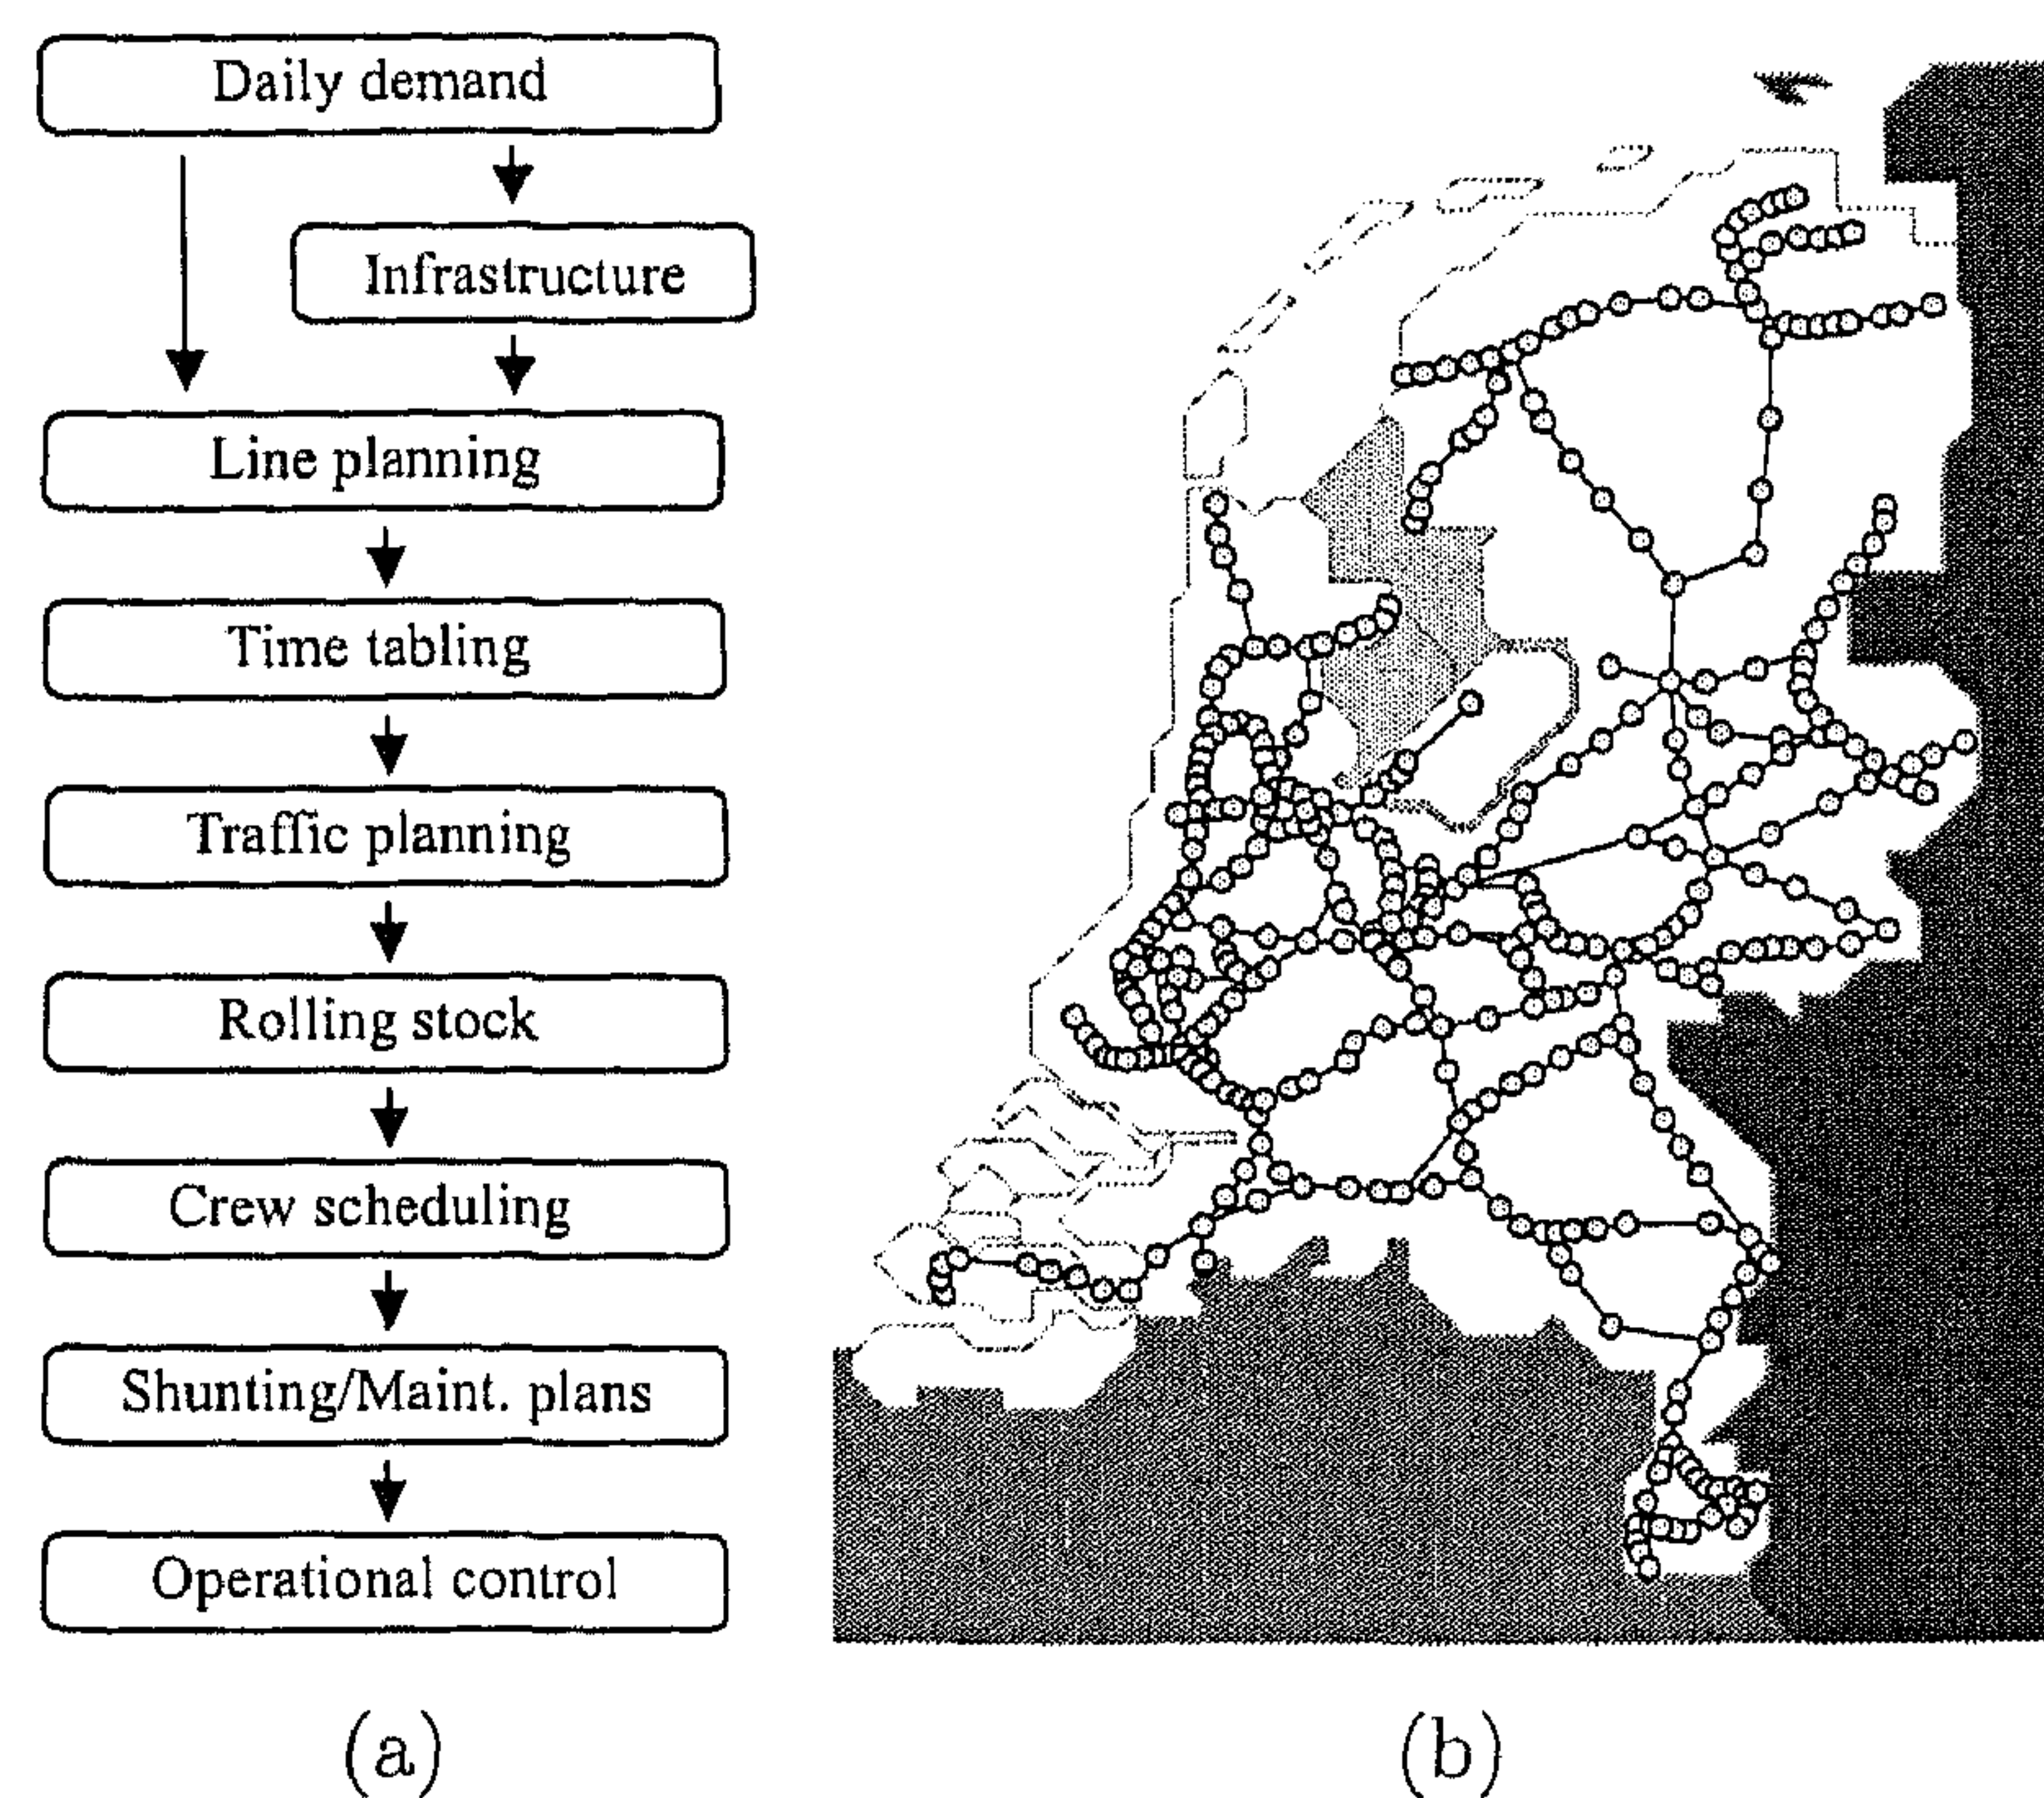 Daily demand
Infrastructure
Line planning
Time tabling
Traffic planning
Rolling stock
Crew scheduling
Shunting/Maint. plans
Operational control
(a)
(b)